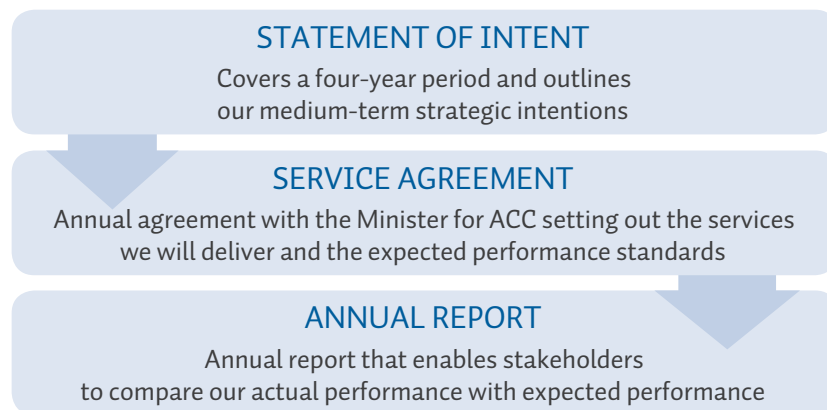 STATEMENT OF INTENT
Covers a four-year period and outlines
our medium-term strategic intentions
SERVICE AGREEMENT
Annual agreement with the Minister for ACC setting out the services
we will deliver and the expected performance standards
ANNUAL REPORT
Annual report that enables stakeholders
to compare our actual performance with expected performance